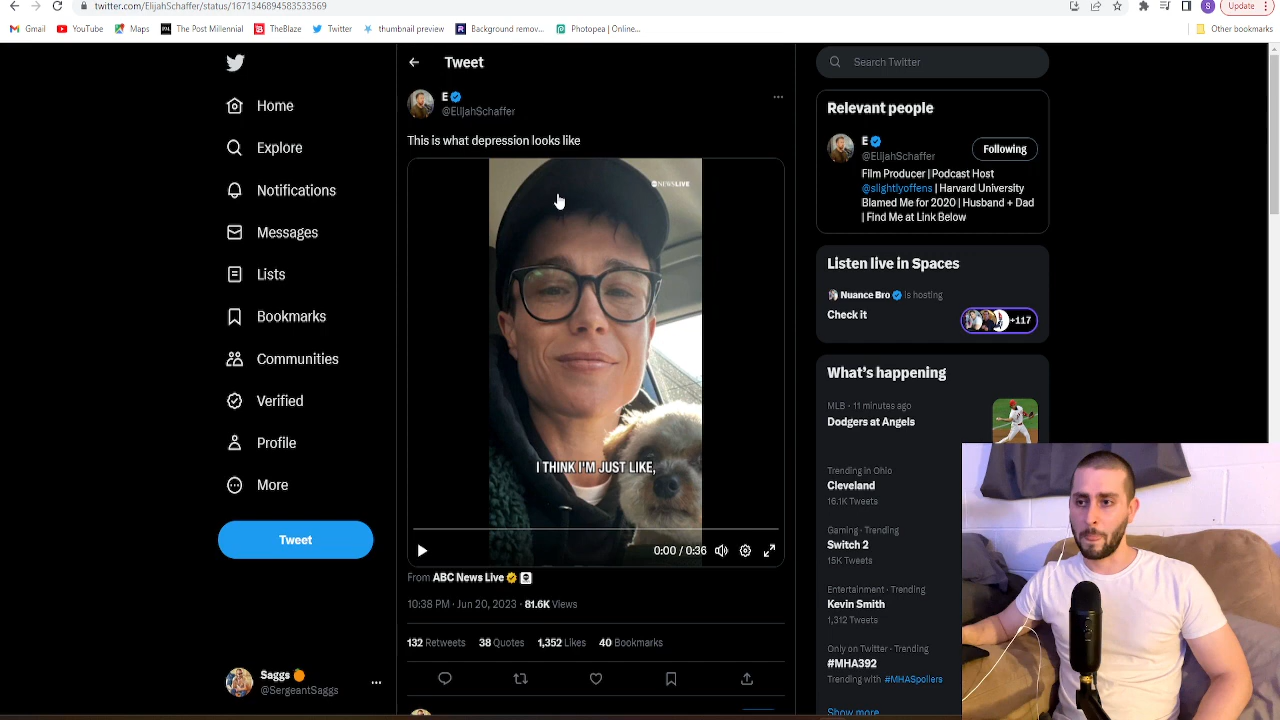 twitter.com/ElijahSchaffer/status/1671346894583533569
Update
Gmail YouTube Maps The Post Millennial TheBlaze Twitter thumbnail preview Background remov... Photopea | Online... Other bookmarks
Tweet
E
@ElijahSchaffer
This is what depression looks like
NEWSLIVE
I THINK I'M JUST LIKE,
0:00 / 0:36
From ABC News Live
10:38 PM · Jun 20, 2023 · 81.6K Views
132 Retweets 38 Quotes 1,352 Likes 40 Bookmarks
Home
Explore
Notifications
Messages
Lists
Bookmarks
Communities
Verified
Profile
More
Tweet
Saggs
@SergeantSaggs
Search Twitter
Relevant people
E
@ElijahSchaffer
Following
Film Producer | Podcast Host
@slightlyoffens | Harvard University
Blamed Me for 2020 | Husband + Dad
| Find Me at Link Below
Listen live in Spaces
Nuance Bro is hosting
Check it
+117
What's happening
MLB · 11 minutes ago
Dodgers at Angels
Trending in Ohio
Cleveland
16.1K Tweets
Gaming · Trending
Switch 2
15K Tweets
Entertainment · Trending
Kevin Smith
1,312 Tweets
Only on Twitter · Trending
#MHA392
Trending with #MHASpoilers
Show more